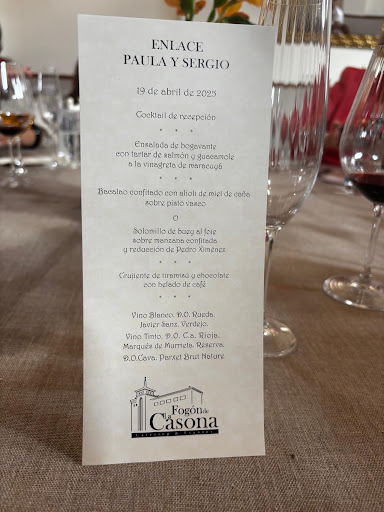 ENLACE
PAULA Y SERGIO
19 de abril de 2025
Cocktail de recepción
* * *
Ensalada de bogavante
con tartar de salmón y guacamole
a la vinagreta de maracuyá
* * *
Bacalao confitado con alioli de miel de caña
sobre pisto vasco
O
Solomillo de buey al foie
sobre manzana confitada
y reducción de Pedro Ximénez
* * *
Crujiente de tiramisú y chocolate
con helado de café
* * *
Vino Blanco. D.O. Rueda.
Javier Sanz. Verdejo.
Vino Tinto. D.O. C.a. Rioja.
Marqués de Murrieta. Reserva.
D.O.Cava. Parxet Brut Nature
Fogón de
La Casona
Catering & Eventos